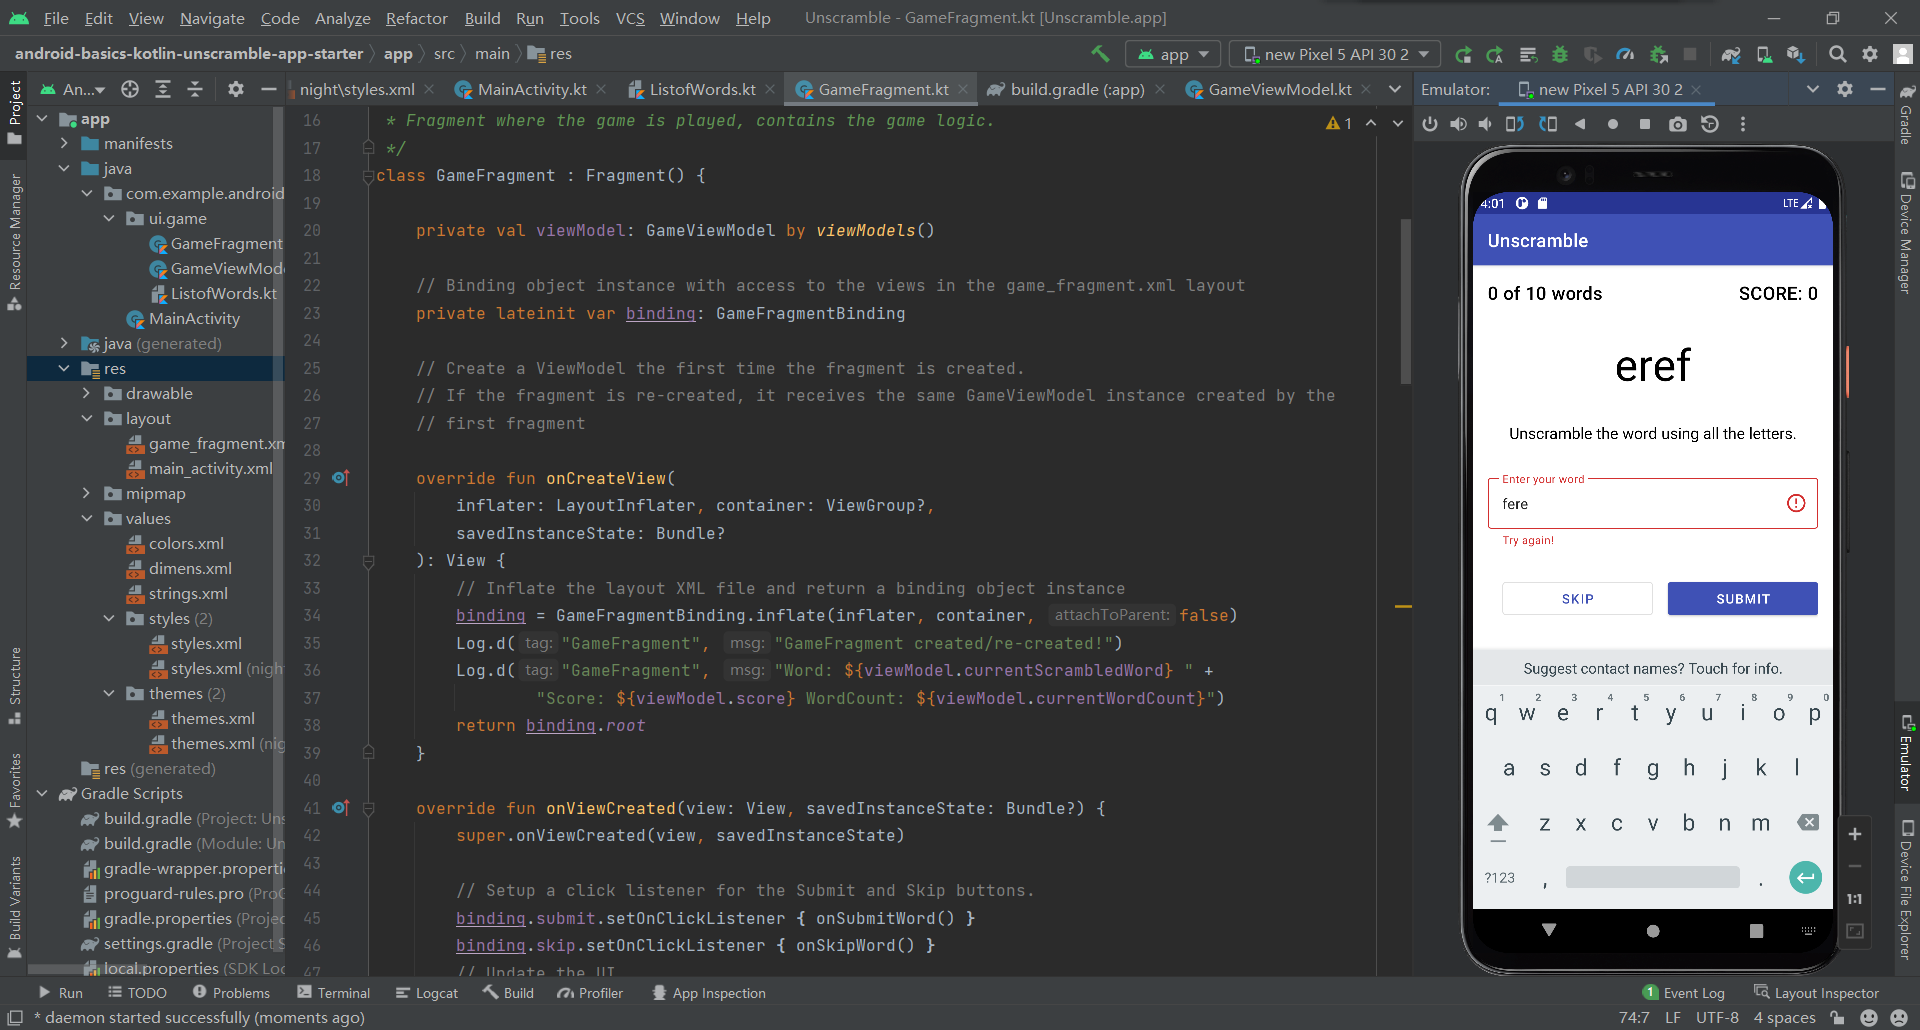 File Edit View Navigate Code Analyze Refactor Build Run Tools VCS Window Help Unscramble - GameFragment.kt [Unscramble.app]
android-basics-kotlin-unscramble-app-starter app src main res app new Pixel 5 API 30 2
An... night\styles.xml MainActivity.kt ListofWords.kt GameFragment.kt build.gradle (:app) GameViewModel.kt Emulator: new Pixel 5 API 30 2
Project
Resource Manager
Structure
Favorites
Build Variants
app
manifests
java
com.example.android
ui.game
GameFragment
GameViewMode
ListofWords.kt
MainActivity
java (generated)
res
drawable
layout
game_fragment.xm
main_activity.xml
mipmap
values
colors.xml
dimens.xml
strings.xml
styles (2)
styles.xml
styles.xml (nigh
themes (2)
themes.xml
themes.xml (nig
res (generated)
Gradle Scripts
build.gradle (Project: Uns
build.gradle (Module: Un
gradle-wrapper.properti
proguard-rules.pro (ProG
gradle.properties (Projec
settings.gradle (Project S
local.properties (SDK Loc
1
16 * Fragment where the game is played, contains the game logic.
17 */
18 class GameFragment : Fragment() {
19
20 private val viewModel: GameViewModel by viewModels()
21
22 // Binding object instance with access to the views in the game_fragment.xml layout
23 private lateinit var binding: GameFragmentBinding
24
25 // Create a ViewModel the first time the fragment is created.
26 // If the fragment is re-created, it receives the same GameViewModel instance created by the
27 // first fragment
28
29 override fun onCreateView(
30 inflater: LayoutInflater, container: ViewGroup?,
31 savedInstanceState: Bundle?
32 ): View {
33 // Inflate the layout XML file and return a binding object instance
34 binding = GameFragmentBinding.inflate(inflater, container, attachToParent: false)
35 Log.d( tag: "GameFragment", msg: "GameFragment created/re-created!")
36 Log.d( tag: "GameFragment", msg: "Word: ${viewModel.currentScrambledWord} " +
37 "Score: ${viewModel.score} WordCount: ${viewModel.currentWordCount}")
38 return binding.root
39 }
40
41 override fun onViewCreated(view: View, savedInstanceState: Bundle?) {
42 super.onViewCreated(view, savedInstanceState)
43
44 // Setup a click listener for the Submit and Skip buttons.
45 binding.submit.setOnClickListener { onSubmitWord() }
46 binding.skip.setOnClickListener { onSkipWord() }
47 // Update the UI
4:01 LTE
Unscramble
0 of 10 words SCORE: 0
eref
Unscramble the word using all the letters.
Enter your word
fere
Try again!
SKIP SUBMIT
Suggest contact names? Touch for info.
1 2 3 4 5 6 7 8 9 0
q w e r t y u i o p
a s d f g h j k l
z x c v b n m
?123 , .
1:1
Gradle
Device Manager
Emulator
Device File Explorer
Run TODO Problems Terminal Logcat Build Profiler App Inspection 1 Event Log Layout Inspector
* daemon started successfully (moments ago) 74:7 LF UTF-8 4 spaces